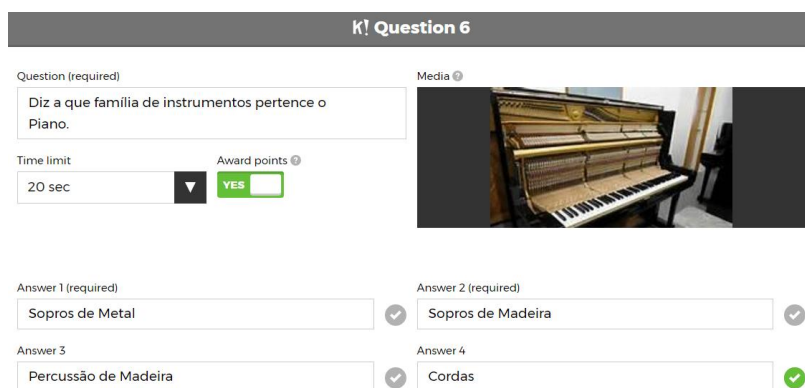 K! Question 6
Question (required)
Media
Diz a que família de instrumentos pertence o
Piano.
Time limit
Award points
20 sec
YES
Answer 1 (required)
Answer 2 (required)
Sopros de Metal
Sopros de Madeira
Answer 3
Answer 4
Percussão de Madeira
Cordas